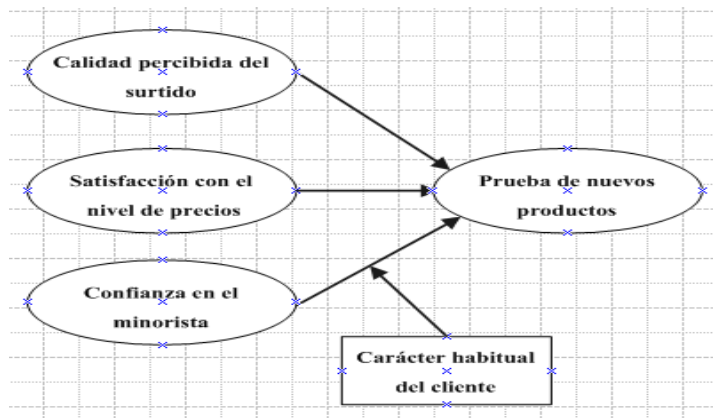 Calidad percibida del
surtido
Satisfacción con el
nivel de precios
Prueba de nuevos
productos
Confianza en el
minorista
Carácter habitual
del cliente